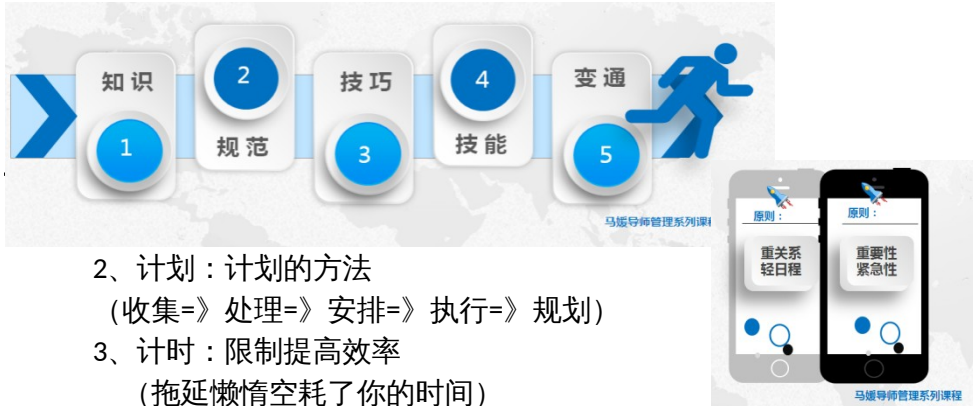 知识
1
2
规范
技巧
3
4
技能
变通
5
马媛导师管理系列课程
原则：
重关系
轻日程
原则：
重要性
紧急性
马媛导师管理系列课程
2、计划：计划的方法
（收集=》处理=》安排=》执行=》规划）
3、计时：限制提高效率
（拖延懒惰空耗了你的时间）